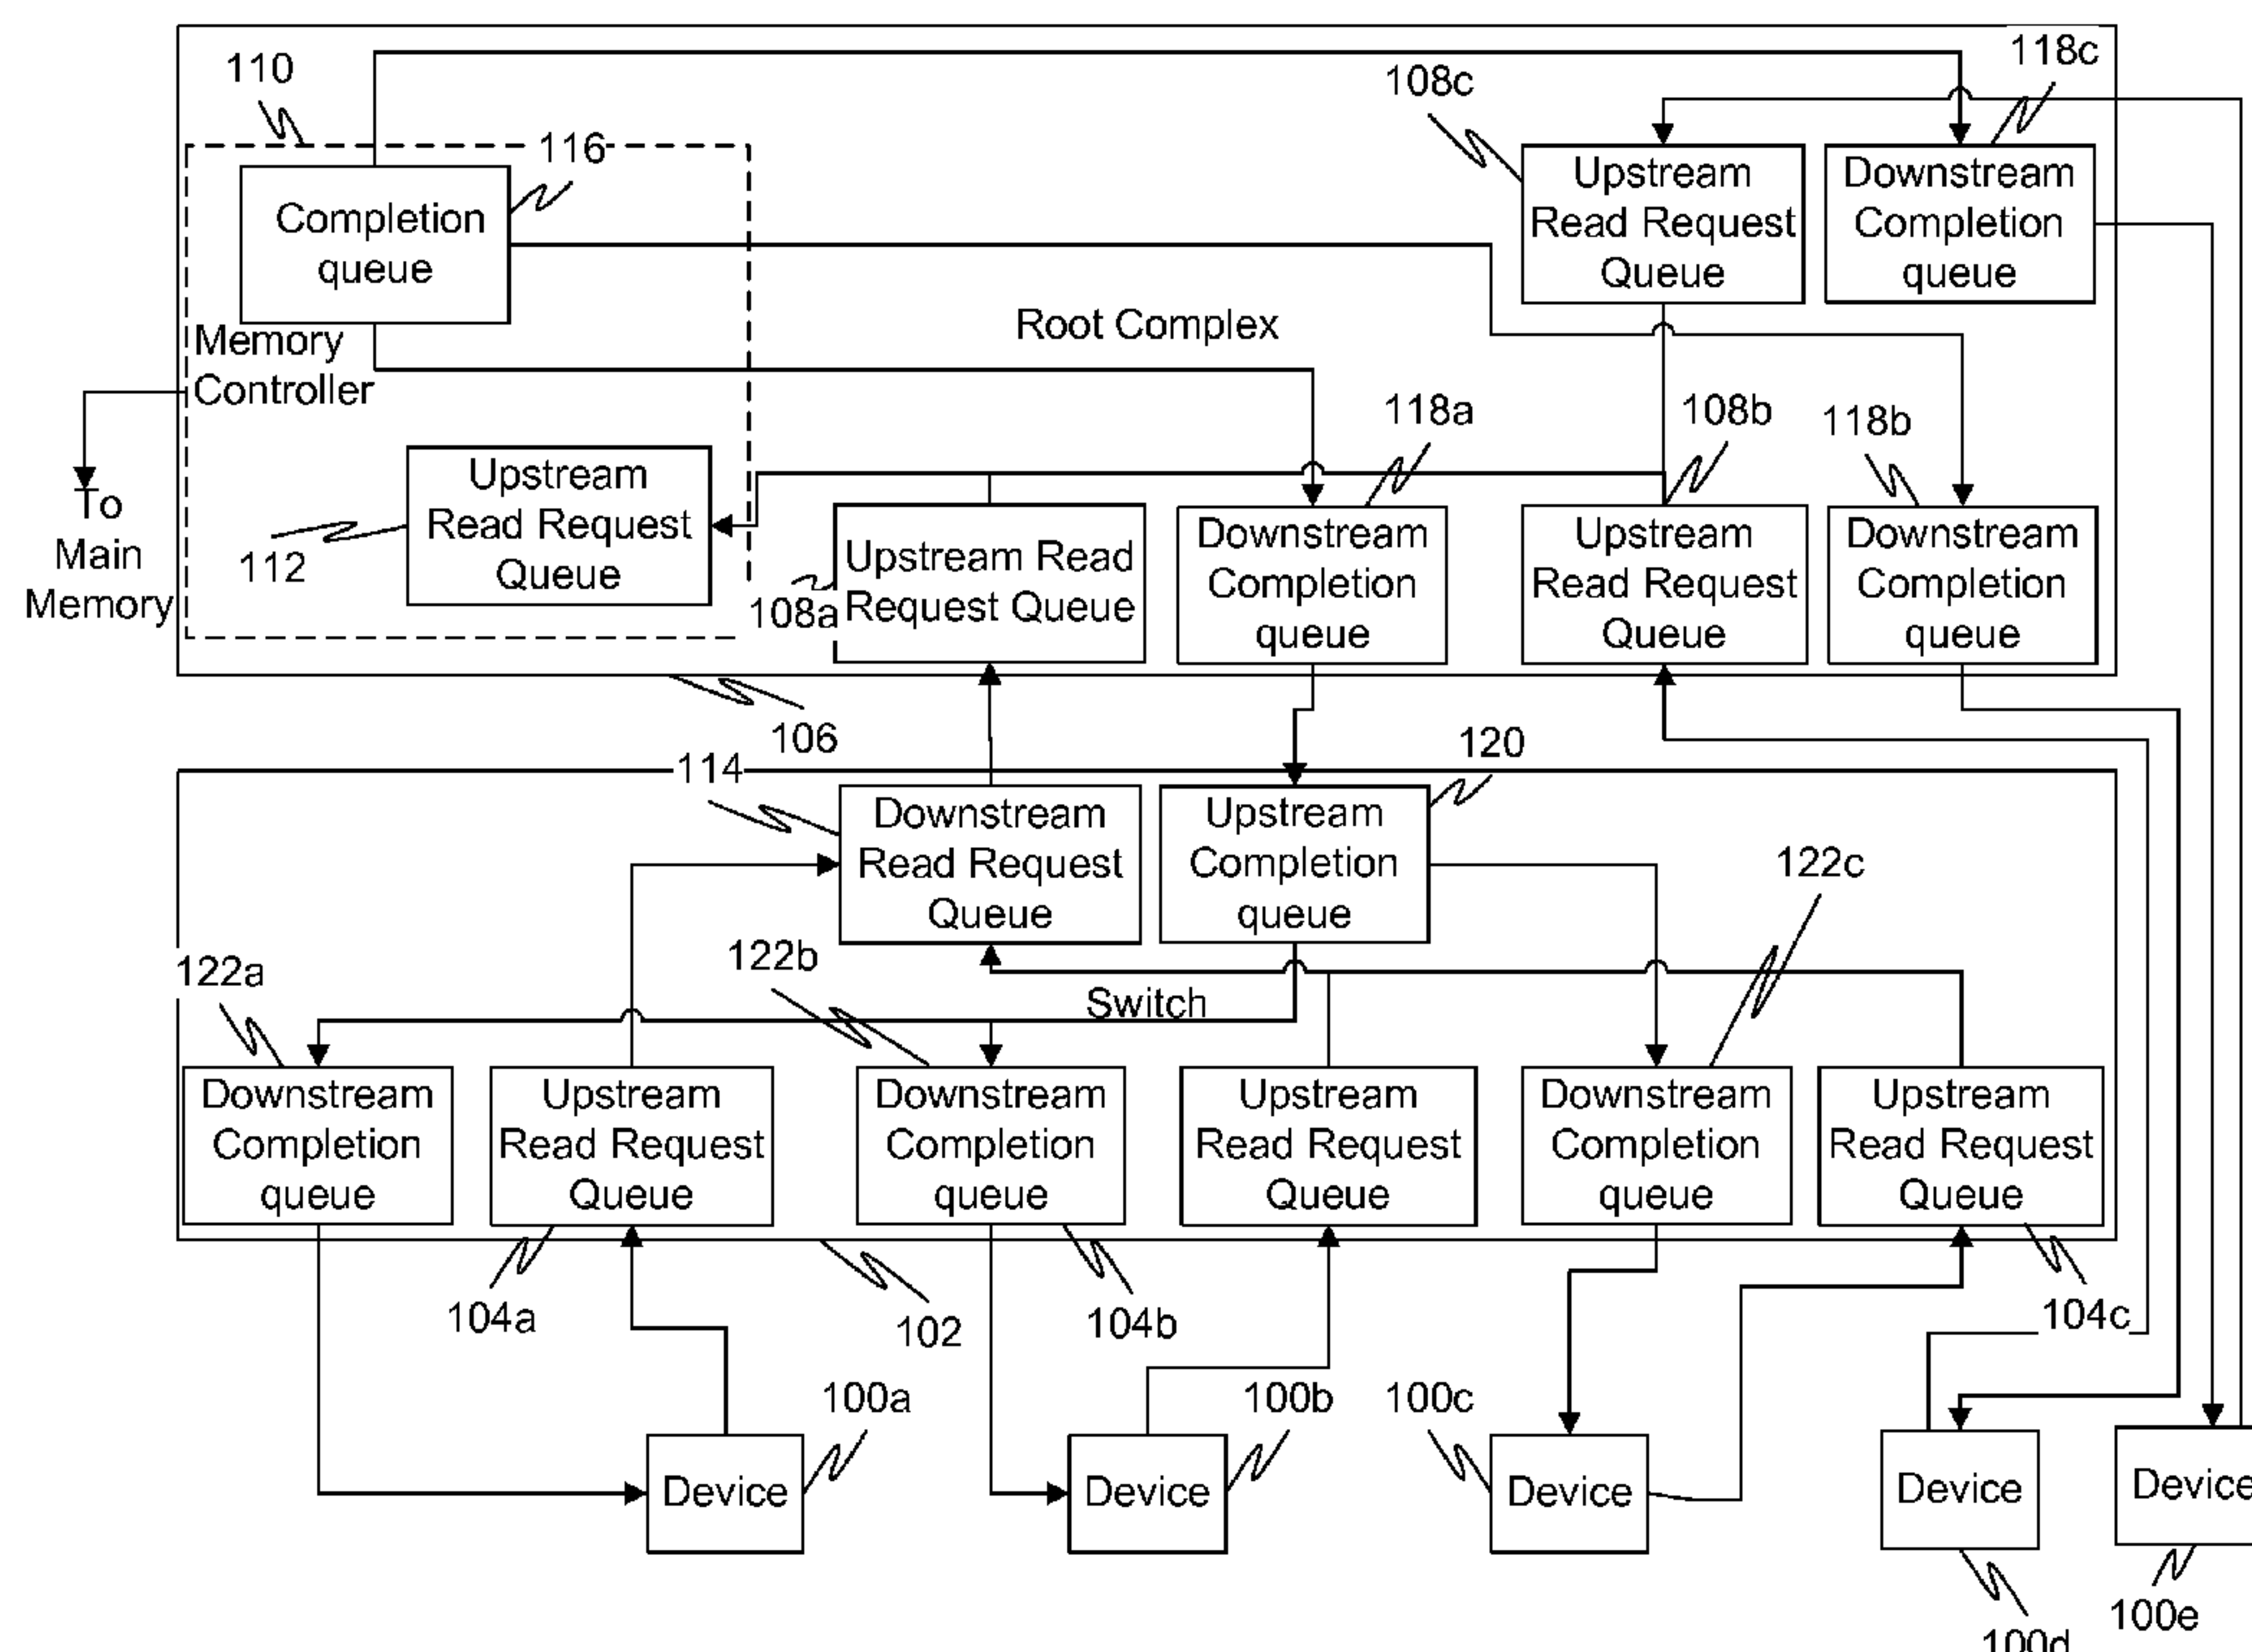 110
118c
108c
116
Completion
queue
Upstream
Read Request
Queue
Downstream
Completion
queue
Memory
Controller
Root Complex
118a
108b
118b
To
Main
Memory
112
Upstream
Read Request
Queue
108a
Upstream Read
Request Queue
Downstream
Completion
queue
Upstream
Read Request
Queue
Downstream
Completion
queue
106
114
120
Downstream
Read Request
Queue
Upstream
Completion
queue
122c
122a
122b
Switch
Downstream
Completion
queue
Upstream
Read Request
Queue
Downstream
Completion
queue
Upstream
Read Request
Queue
Downstream
Completion
queue
Upstream
Read Request
Queue
104a
102
104b
104c
100a
100b
100c
Device
Device
Device
Device
Device
100e
100d